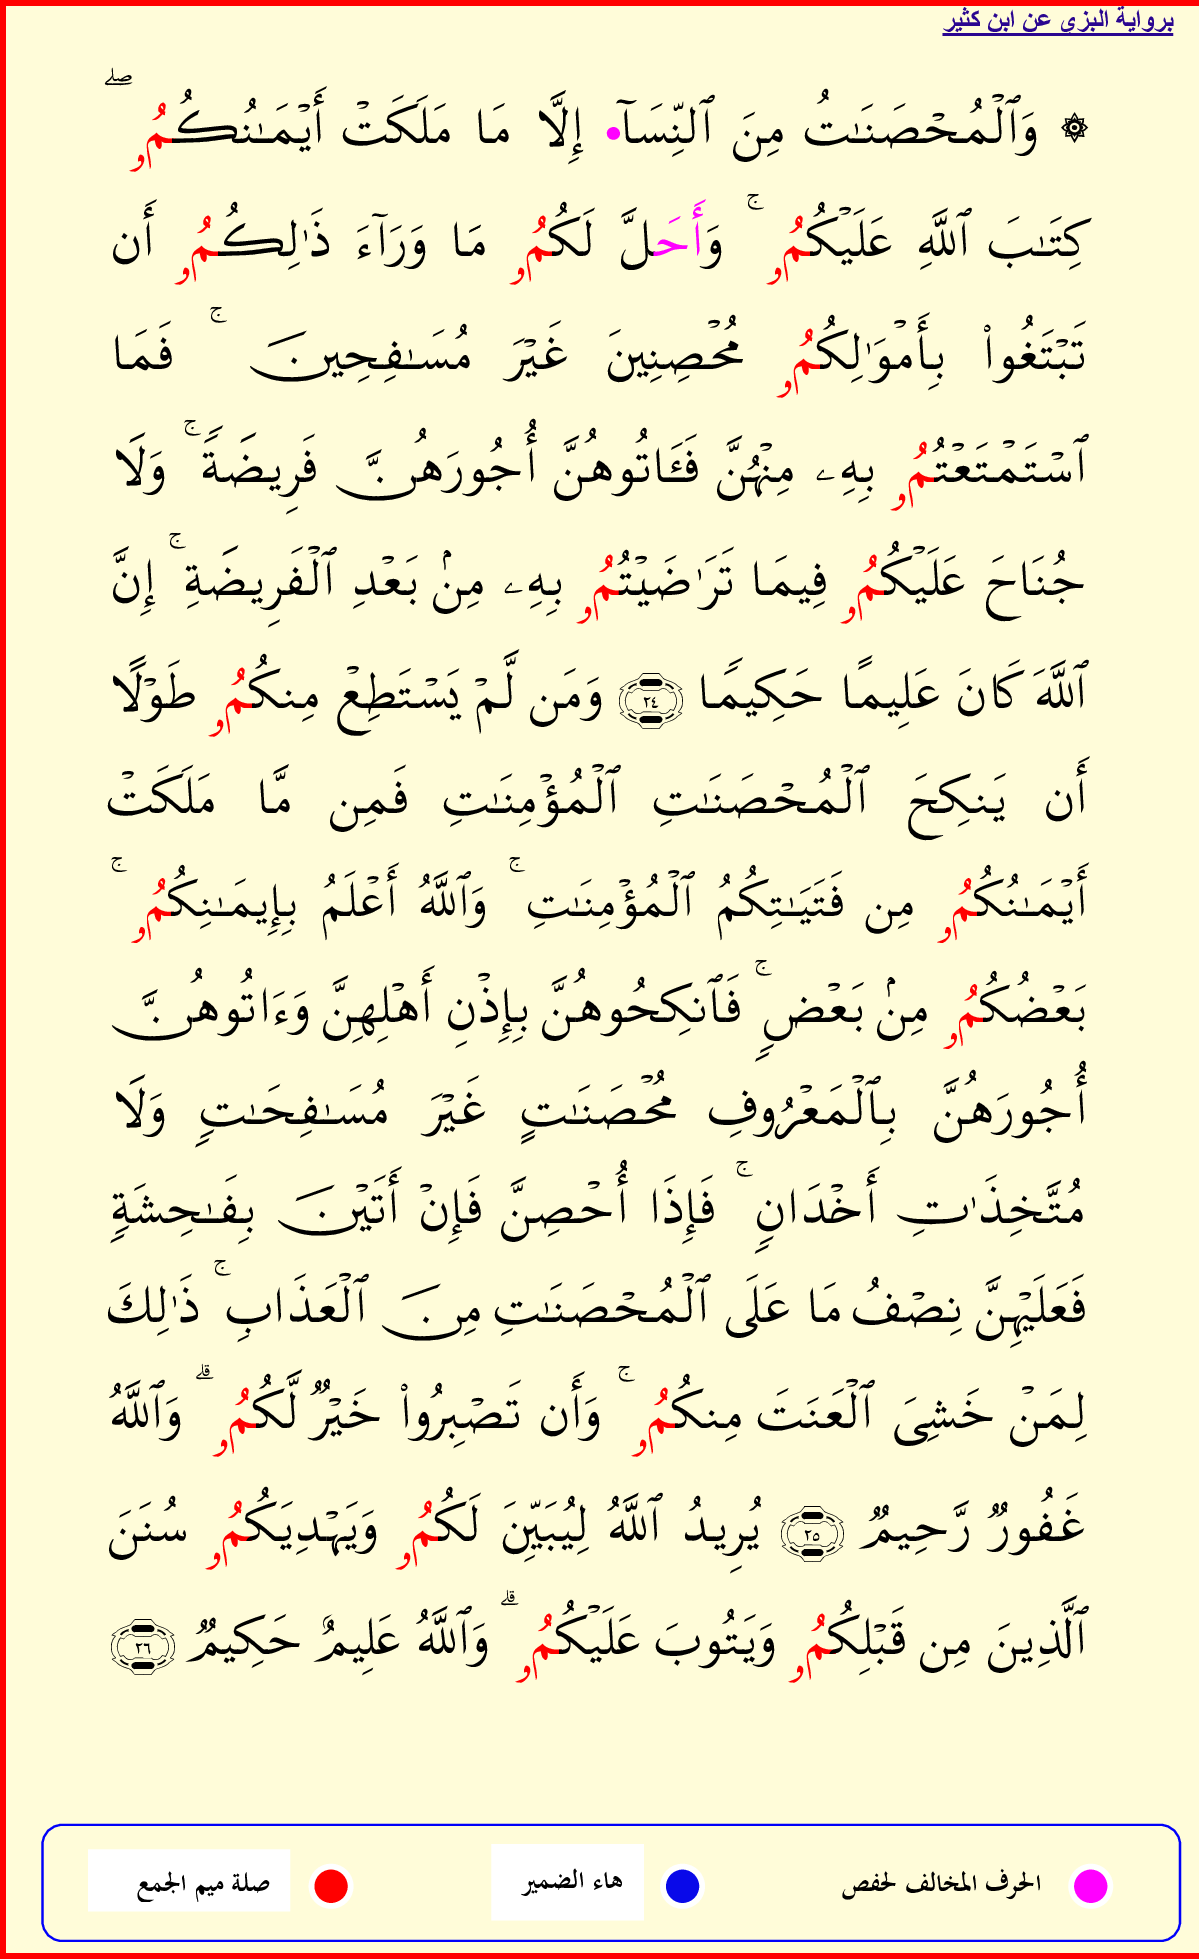 برواية البزي عن ابن كثير
۞ وَٱلْمُحْصَنَـٰتُ مِنَ ٱلنِّسَآ• إِلَّا مَا مَلَكَتْ أَيْمَـٰنُكُمُۥ ۖ
كِتَـٰبَ ٱللَّهِ عَلَيْكُمُۥ ۚ وَأَحَلَّ لَكُمُۥ مَا وَرَآءَ ذَٰلِكُمُۥ أَن
تَبْتَغُوا۟ بِأَمْوَٰلِكُمُۥ مُحْصِنِينَ غَيْرَ مُسَـٰفِحِينَ ۚ فَمَا
ٱسْتَمْتَعْتُمُۥ بِهِۦ مِنْهُنَّ فَـَٔاتُوهُنَّ أُجُورَهُنَّ فَرِيضَةً ۚ وَلَا
جُنَاحَ عَلَيْكُمُۥ فِيمَا تَرَٰضَيْتُمُۥ بِهِۦ مِنۢ بَعْدِ ٱلْفَرِيضَةِ ۚ إِنَّ
ٱللَّهَ كَانَ عَلِيمًا حَكِيمًا ٢٤ وَمَن لَّمْ يَسْتَطِعْ مِنكُمُۥ طَوْلًا
أَن يَنكِحَ ٱلْمُحْصَنَـٰتِ ٱلْمُؤْمِنَـٰتِ فَمِن مَّا مَلَكَتْ
أَيْمَـٰنُكُمُۥ مِن فَتَيَـٰتِكُمُ ٱلْمُؤْمِنَـٰتِ ۚ وَٱللَّهُ أَعْلَمُ بِإِيمَـٰنِكُمُۥ ۚ
بَعْضُكُمُۥ مِنۢ بَعْضٍ ۚ فَٱنكِحُوهُنَّ بِإِذْنِ أَهْلِهِنَّ وَءَاتُوهُنَّ
أُجُورَهُنَّ بِٱلْمَعْرُوفِ مُحْصَنَـٰتٍ غَيْرَ مُسَـٰفِحَـٰتٍ وَلَا
مُتَّخِذَٰتِ أَخْدَانٍ ۚ فَإِذَا أُحْصِنَّ فَإِنْ أَتَيْنَ بِفَـٰحِشَةٍ
فَعَلَيْهِنَّ نِصْفُ مَا عَلَى ٱلْمُحْصَنَـٰتِ مِنَ ٱلْعَذَابِ ۚ ذَٰلِكَ
لِمَنْ خَشِىَ ٱلْعَنَتَ مِنكُمُۥ ۚ وَأَن تَصْبِرُوا۟ خَيْرٌ لَّكُمُۥ ۗ وَٱللَّهُ
غَفُورٌ رَّحِيمٌ ٢٥ يُرِيدُ ٱللَّهُ لِيُبَيِّنَ لَكُمُۥ وَيَهْدِيَكُمُۥ سُنَنَ
ٱلَّذِينَ مِن قَبْلِكُمُۥ وَيَتُوبَ عَلَيْكُمُۥ ۗ وَٱللَّهُ عَلِيمٌ حَكِيمٌ ٢٦
الحرف المخالف لحفص هاء الضمير صلة ميم الجمع